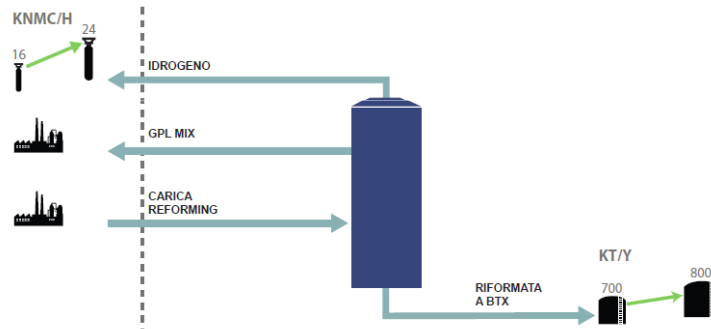 KNMC/H
24
16
IDROGENO
GPL MIX
CARICA
REFORMING
KT/Y
800
700
RIFORMATA
A BTX